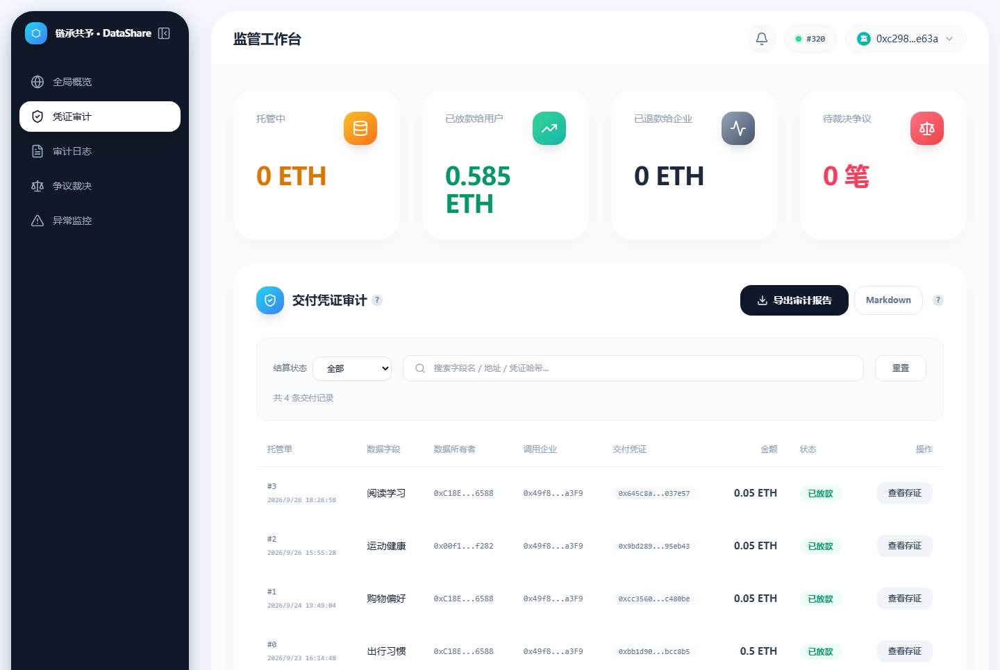 链承共予 • DataShare
全局概览
凭证审计
审计日志
争议裁决
异常监控
监管工作台
#320
监
0xc298...e63a
托管中
0 ETH
已放款给用户
0.585 ETH
已退款给企业
0 ETH
待裁决争议
0 笔
交付凭证审计 ?
导出审计报告
Markdown
?
结算状态
全部
搜索字段名 / 地址 / 凭证哈希...
重置
共 4 条交付记录
托管单 数据字段 数据所有者 调用企业 交付凭证 金额 状态 操作
#3
2026/9/26 18:26:58
阅读学习 0xC18E...6588 0x49f8...a3F9 0x645c8a...037e57 0.05 ETH 已放款 查看存证
#2
2026/9/26 15:55:28
运动健康 0x00f1...f282 0x49f8...a3F9 0x9bd289...95eb43 0.05 ETH 已放款 查看存证
#1
2026/9/24 19:49:04
购物偏好 0xC18E...6588 0x49f8...a3F9 0xcc3560...c480be 0.05 ETH 已放款 查看存证
#0
2026/9/23 16:14:48
出行习惯 0xC18E...6588 0x49f8...a3F9 0xbb1d90...bcc8b5 0.5 ETH 已放款 查看存证